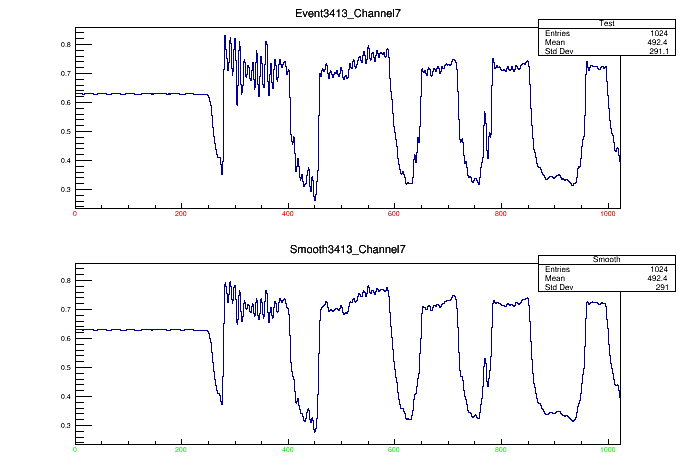 Event3413_Channel7
Test
Entries 1024
Mean 492.4
Std Dev 291.1
0.8
0.7
0.6
0.5
0.4
0.3
0 200 400 600 800 1000
Smooth3413_Channel7
Smooth
Entries 1024
Mean 492.4
Std Dev 291
0.8
0.7
0.6
0.5
0.4
0.3
0 200 400 600 800 1000